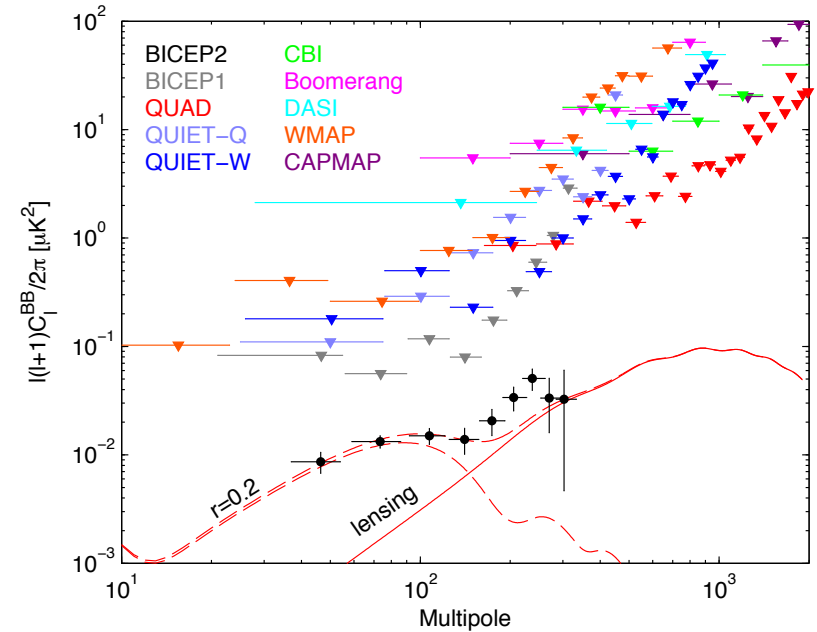 10^2
10^1
10^0
10^−1
10^−2
10^−3
l(l+1)C_l^BB/2π [μK^2]
BICEP2
BICEP1
QUAD
QUIET−Q
QUIET−W
CBI
Boomerang
DASI
WMAP
CAPMAP
r=0.2
lensing
10^1
10^2
10^3
Multipole